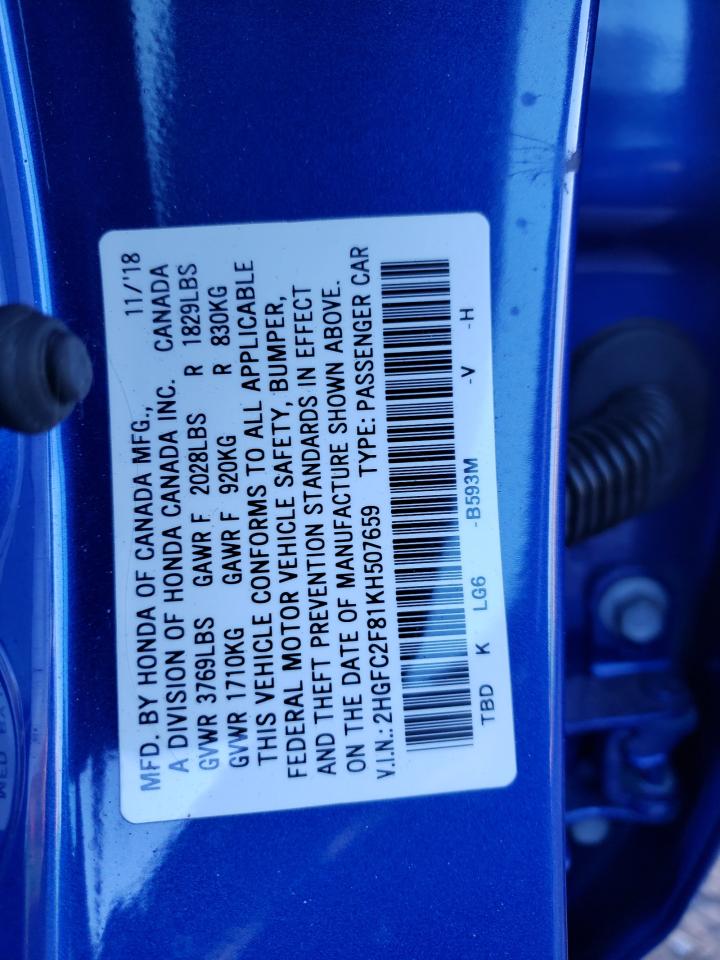 MFD. BY HONDA OF CANADA MFG., 11/'18
A DIVISION OF HONDA CANADA INC. CANADA
GVWR 3769LBS GAWR F 2028LBS R 1829LBS
GVWR 1710KG GAWR F 920KG R 830KG
THIS VEHICLE CONFORMS TO ALL APPLICABLE
FEDERAL MOTOR VEHICLE SAFETY, BUMPER,
AND THEFT PREVENTION STANDARDS IN EFFECT
ON THE DATE OF MANUFACTURE SHOWN ABOVE.
V.I.N.: 2HGFC2F81KH507659 TYPE: PASSENGER CAR
TBD K LG6 -B593M -V -H